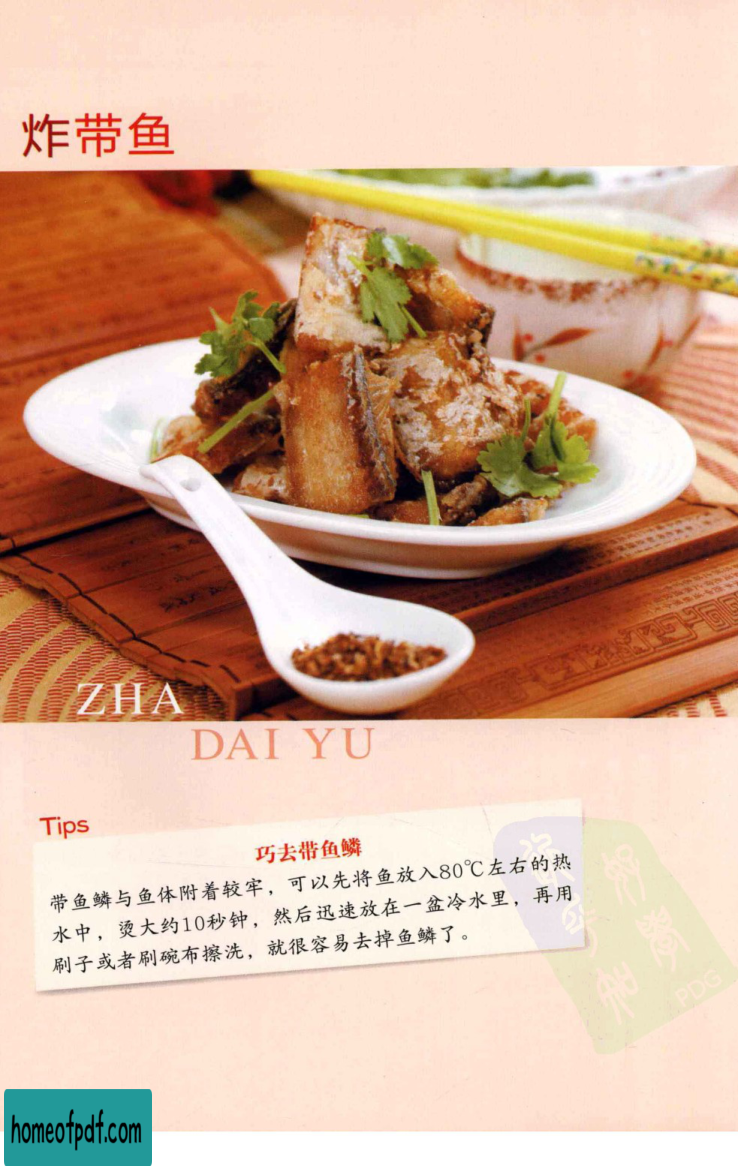 炸带鱼
ZHA
DAI YU
Tips
巧去带鱼鳞
带鱼鳞与鱼体附着较牢，可以先将鱼放入80℃左右的热
水中，烫大约10秒钟，然后迅速放在一盆冷水里，再用
刷子或者刷碗布擦洗，就很容易去掉鱼鳞了。
PDG
homeofpdf.com